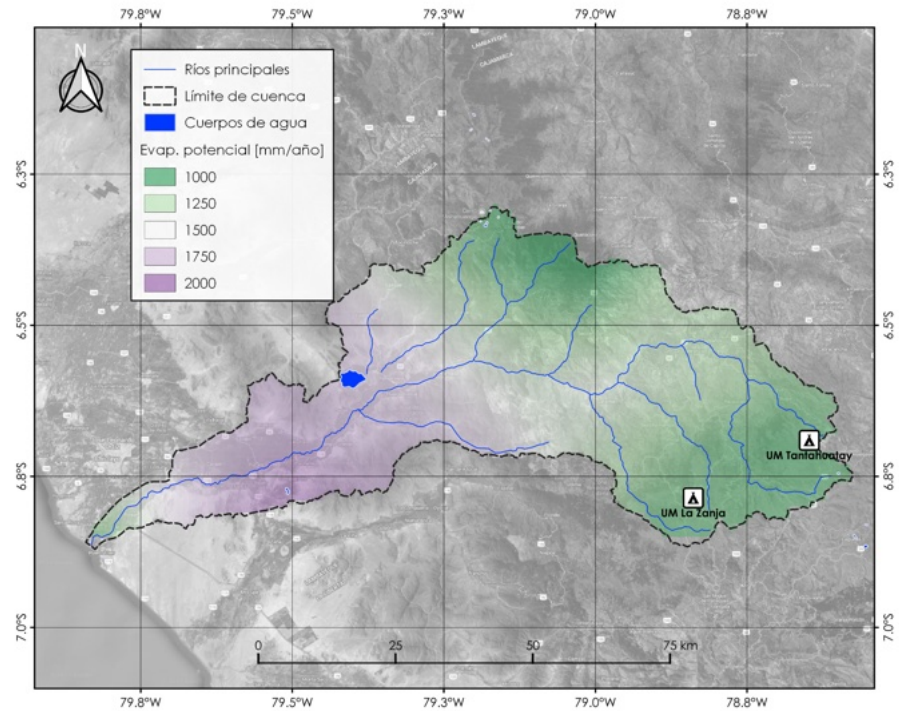 79.8°W 79.5°W 79.3°W 79.0°W 78.8°W
N
Ríos principales
Límite de cuenca
Cuerpos de agua
Evap. potencial [mm/año]
1000
1250
1500
1750
2000
LAMBAYEQUE
CAJAMARCA
6.3°S 6.3°S
6.5°S 6.5°S
UM Tantahuatay
6.8°S 6.8°S
UM La Zanja
7.0°S 7.0°S
0 25 50 75 km
79.8°W 79.5°W 79.3°W 79.0°W 78.8°W